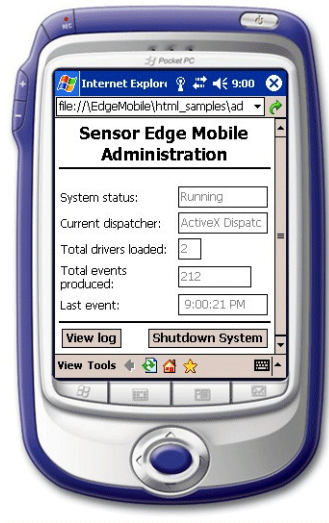 REC
Pocket PC
Internet Explore 9:00
file://\EdgeMobile\html_samples\ad
Sensor Edge Mobile
Administration
System status: Running
Current dispatcher: ActiveX Dispatc
Total drivers loaded: 2
Total events
produced: 212
Last event: 9:00:21 PM
View log Shutdown System
View Tools